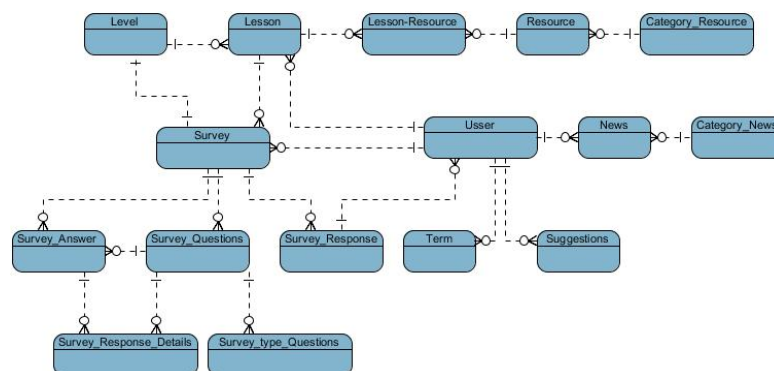 Level
Lesson
Lesson-Resource
Resource
Category_Resource
Survey
Usser
News
Category_News
Survey_Answer
Survey_Questions
Survey_Response
Term
Suggestions
Survey_Response_Details
Survey_type_Questions